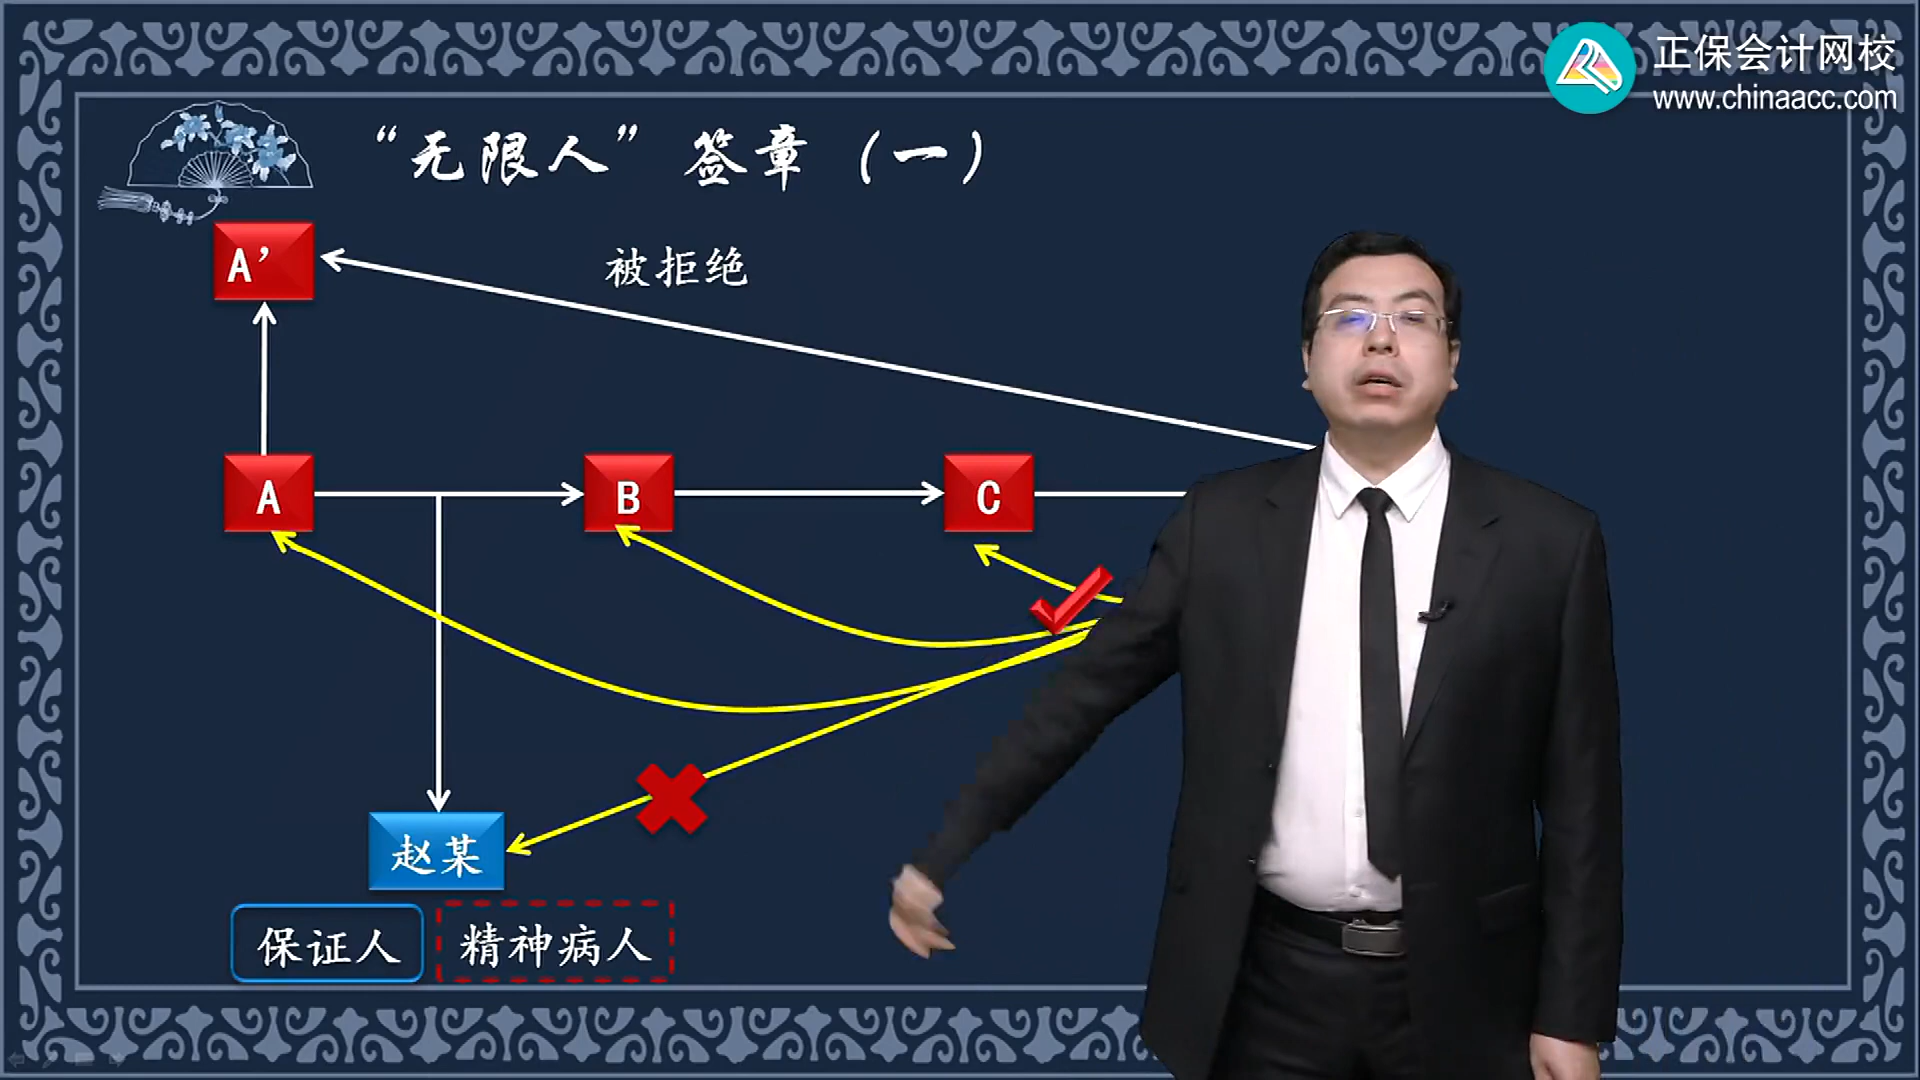 正保会计网校
www.chinaacc.com
“无限人”签章（一）
A’
被拒绝
A
B
C
赵某
保证人
精神病人